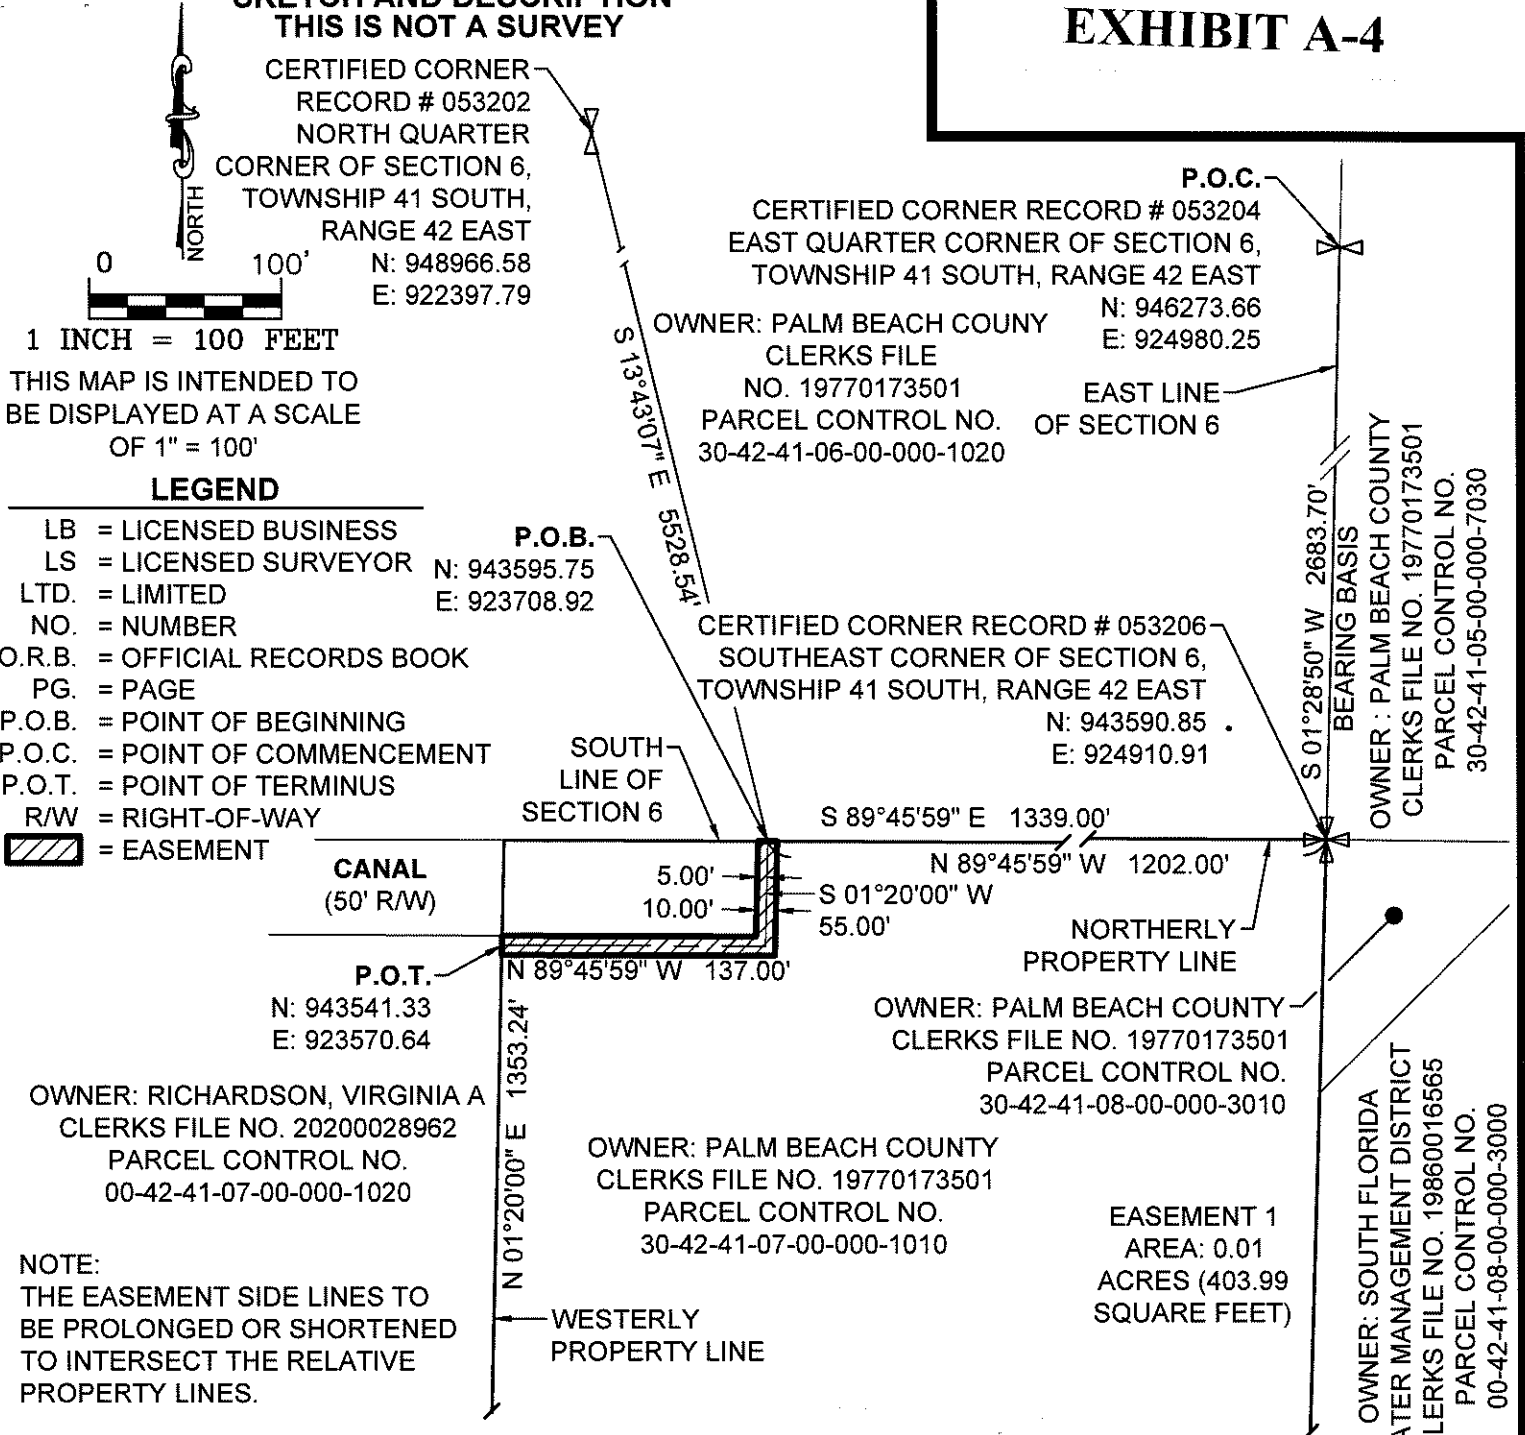 SKETCH AND DESCRIPTION
THIS IS NOT A SURVEY
EXHIBIT A-4
NORTH
0 100'
1 INCH = 100 FEET
THIS MAP IS INTENDED TO
BE DISPLAYED AT A SCALE
OF 1" = 100'
CERTIFIED CORNER
RECORD # 053202
NORTH QUARTER
CORNER OF SECTION 6,
TOWNSHIP 41 SOUTH,
RANGE 42 EAST
N: 948966.58
E: 922397.79
P.O.C.
CERTIFIED CORNER RECORD # 053204
EAST QUARTER CORNER OF SECTION 6,
TOWNSHIP 41 SOUTH, RANGE 42 EAST
N: 946273.66
E: 924980.25
OWNER: PALM BEACH COUNY
CLERKS FILE
NO. 19770173501
PARCEL CONTROL NO.
30-42-41-06-00-000-1020
EAST LINE
OF SECTION 6
S 13°43'07" E 5528.54'
S 01°28'50" W 2683.70'
BEARING BASIS
OWNER : PALM BEACH COUNTY
CLERKS FILE NO. 19770173501
PARCEL CONTROL NO.
30-42-41-05-00-000-7030
LEGEND
LB = LICENSED BUSINESS
LS = LICENSED SURVEYOR
LTD. = LIMITED
NO. = NUMBER
O.R.B. = OFFICIAL RECORDS BOOK
PG. = PAGE
P.O.B. = POINT OF BEGINNING
P.O.C. = POINT OF COMMENCEMENT
P.O.T. = POINT OF TERMINUS
R/W = RIGHT-OF-WAY
= EASEMENT
P.O.B.
N: 943595.75
E: 923708.92
CERTIFIED CORNER RECORD # 053206
SOUTHEAST CORNER OF SECTION 6,
TOWNSHIP 41 SOUTH, RANGE 42 EAST
N: 943590.85
E: 924910.91
SOUTH
LINE OF
SECTION 6
S 89°45'59" E 1339.00'
N 89°45'59" W 1202.00'
CANAL
(50' R/W)
5.00'
10.00'
S 01°20'00" W
55.00'
NORTHERLY
PROPERTY LINE
P.O.T.
N: 943541.33
E: 923570.64
N 89°45'59" W 137.00'
N 01°20'00" E 1353.24'
OWNER: PALM BEACH COUNTY
CLERKS FILE NO. 19770173501
PARCEL CONTROL NO.
30-42-41-08-00-000-3010
OWNER: RICHARDSON, VIRGINIA A
CLERKS FILE NO. 20200028962
PARCEL CONTROL NO.
00-42-41-07-00-000-1020
OWNER: PALM BEACH COUNTY
CLERKS FILE NO. 19770173501
PARCEL CONTROL NO.
30-42-41-07-00-000-1010
EASEMENT 1
AREA: 0.01
ACRES (403.99
SQUARE FEET)
OWNER: SOUTH FLORIDA
ATER MANAGEMENT DISTRICT
LERKS FILE NO. 19860016565
PARCEL CONTROL NO.
00-42-41-08-00-000-3000
NOTE:
THE EASEMENT SIDE LINES TO
BE PROLONGED OR SHORTENED
TO INTERSECT THE RELATIVE
PROPERTY LINES.
WESTERLY
PROPERTY LINE